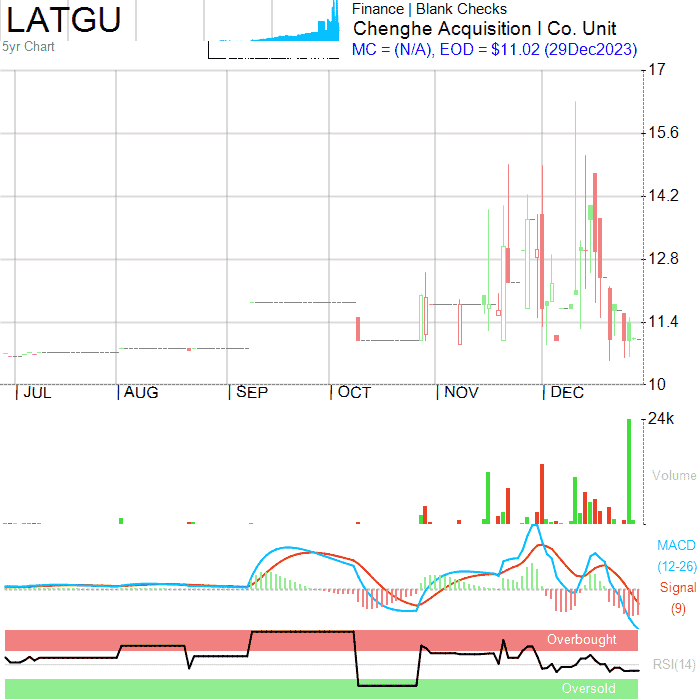 LATGU
5yr Chart
Finance | Blank Checks
Chenghe Acquisition I Co. Unit
MC = (N/A), EOD = $11.02 (29Dec2023)
17
15.6
14.2
12.8
11.4
10
JUL AUG SEP OCT NOV DEC
24k
Volume
MACD
(12-26)
Signal
(9)
Overbought
RSI(14)
Oversold